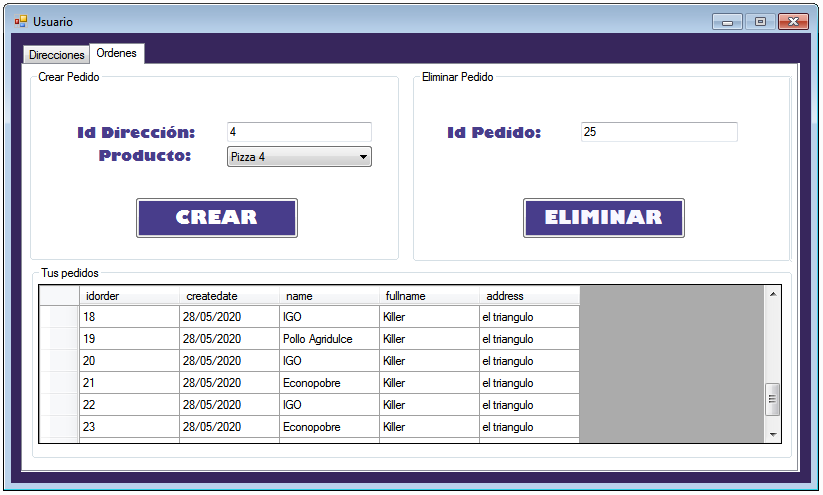 Usuario
Direcciones Ordenes
Crear Pedido
Id Dirección: 4
Producto: Pizza 4
CREAR
Eliminar Pedido
Id Pedido: 25
ELIMINAR
Tus pedidos
idorder createdate name fullname address
18 28/05/2020 IGO Killer el triangulo
19 28/05/2020 Pollo Agridulce Killer el triangulo
20 28/05/2020 IGO Killer el triangulo
21 28/05/2020 Econopobre Killer el triangulo
22 28/05/2020 IGO Killer el triangulo
23 28/05/2020 Econopobre Killer el triangulo